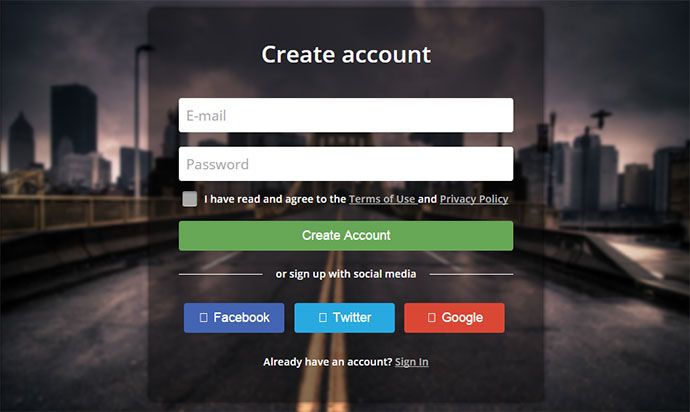 Create account
E-mail
Password
I have read and agree to the Terms of Use and Privacy Policy
Create Account
or sign up with social media
Facebook Twitter Google
Already have an account? Sign In